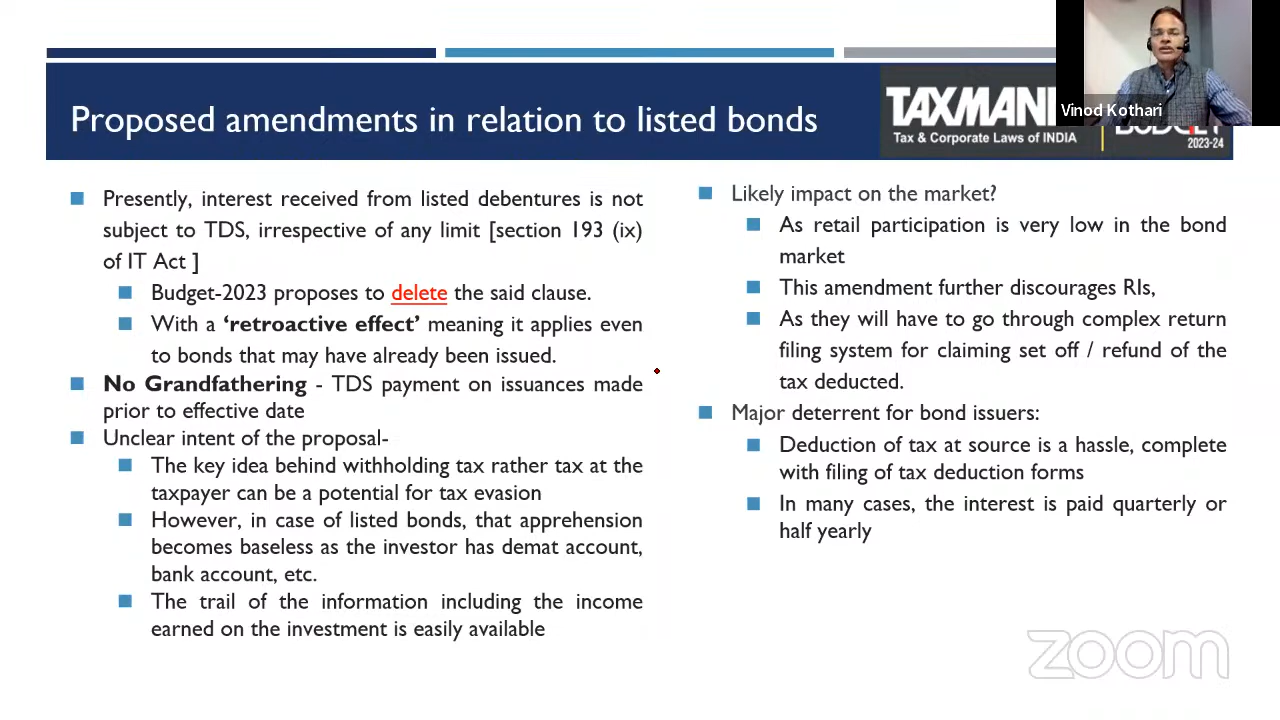 Proposed amendments in relation to listed bonds
TAXMAN
Tax & Corporate Laws of INDIA
BUDGET
2023-24
Vinod Kothari
Presently, interest received from listed debentures is not
subject to TDS, irrespective of any limit [section 193 (ix)
of IT Act ]
Budget-2023 proposes to delete the said clause.
With a ‘retroactive effect’ meaning it applies even
to bonds that may have already been issued.
No Grandfathering - TDS payment on issuances made
prior to effective date
Unclear intent of the proposal-
The key idea behind withholding tax rather tax at the
taxpayer can be a potential for tax evasion
However, in case of listed bonds, that apprehension
becomes baseless as the investor has demat account,
bank account, etc.
The trail of the information including the income
earned on the investment is easily available
Likely impact on the market?
As retail participation is very low in the bond
market
This amendment further discourages RIs,
As they will have to go through complex return
filing system for claiming set off / refund of the
tax deducted.
Major deterrent for bond issuers:
Deduction of tax at source is a hassle, complete
with filing of tax deduction forms
In many cases, the interest is paid quarterly or
half yearly
zoom